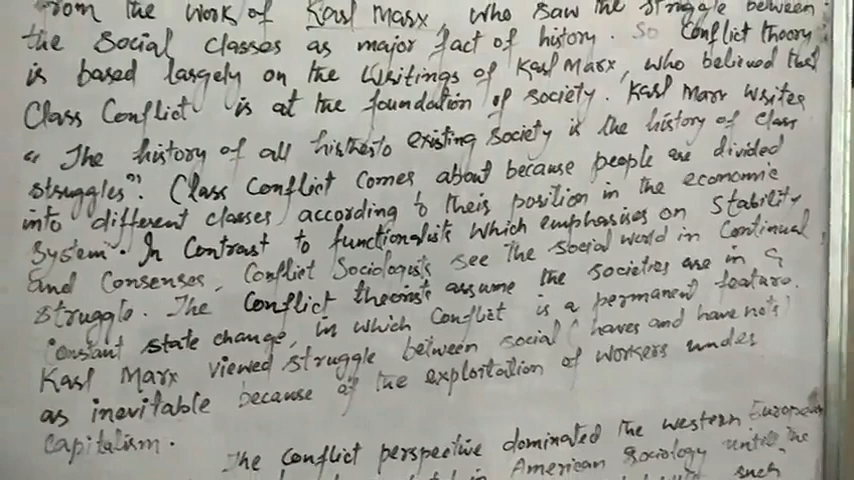 from the work of Karl Marx, who saw the struggle between
the Social classes as major fact of history. So Conflict theory
is based largely on the writings of Karl Marx, who believed that
Class Conflict is at the foundation of society. Karl Marx writes
" The history of all hitherto existing society is the history of class
struggles". Class Conflict Comes about because people are divided
into different classes according to their position in the economic
System. In Contrast to functionalists which emphasises on Stability
and Consenses, Conflict Sociologists see the social world in Continual
struggle. The Conflict theorists assume the societies are in a
Constant state change, in which Conflict is a permanent feature.
Karl Marx viewed struggle between social (haves and have nots)
as inevitable because of the exploitation of workers under
Capitalism.
The Conflict perspective dominated the western European
in American Sociology until the
such